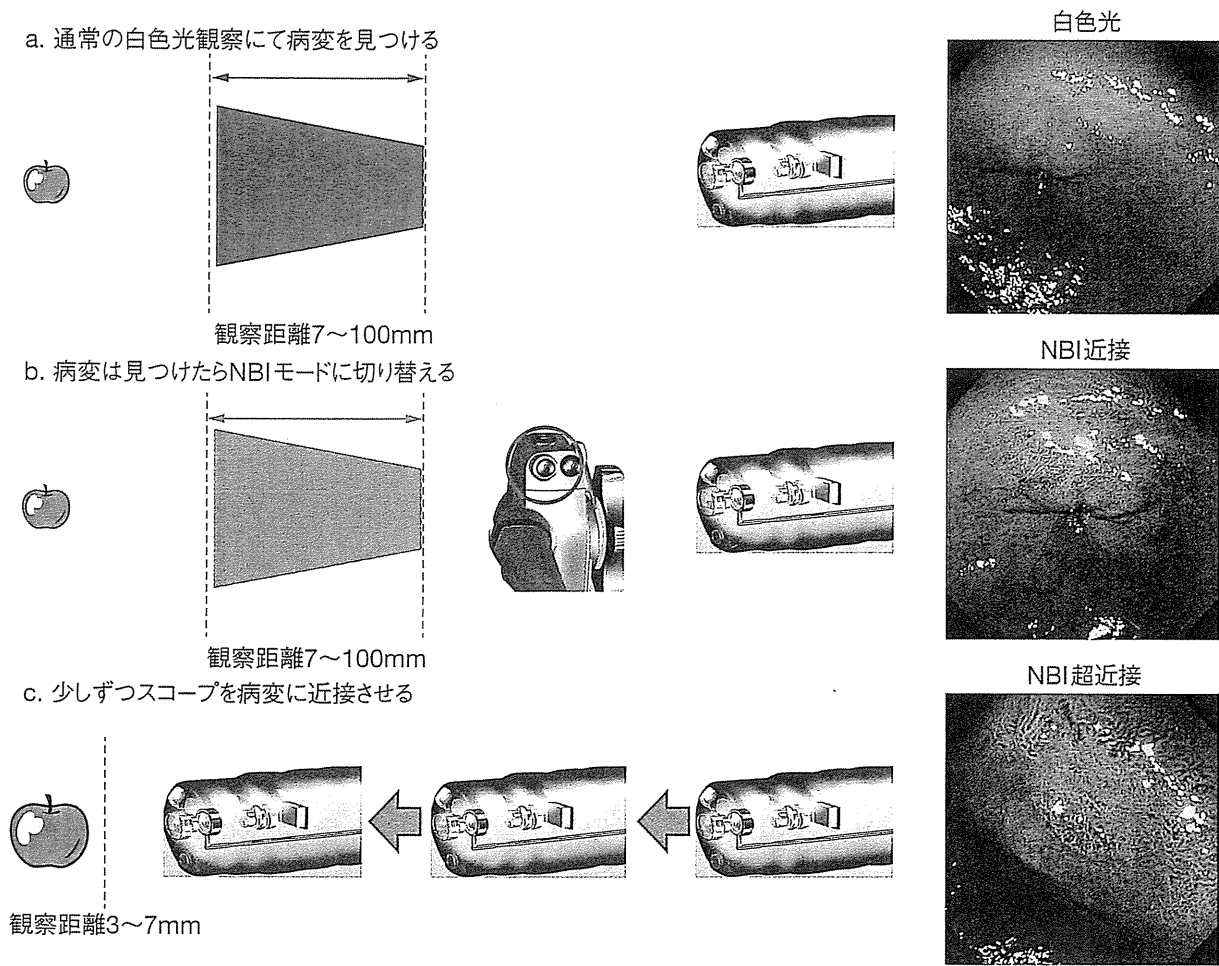 a. 通常の白色光観察にて病変を見つける
白色光
観察距離7〜100mm
b. 病変は見つけたらNBIモードに切り替える
NBI近接
観察距離7〜100mm
c. 少しずつスコープを病変に近接させる
NBI超近接
観察距離3〜7mm